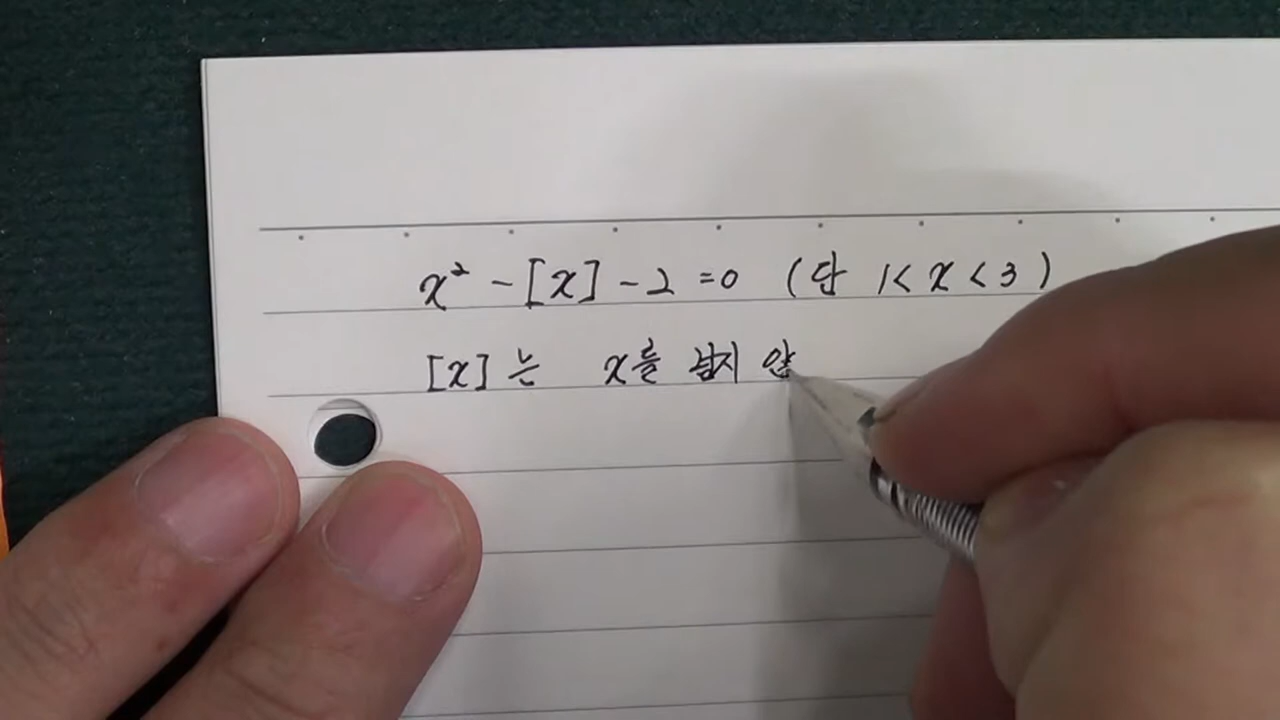 x² - [x] - 2 = 0 (단 1 < x < 3)
[x] 는 x를 넘지 않